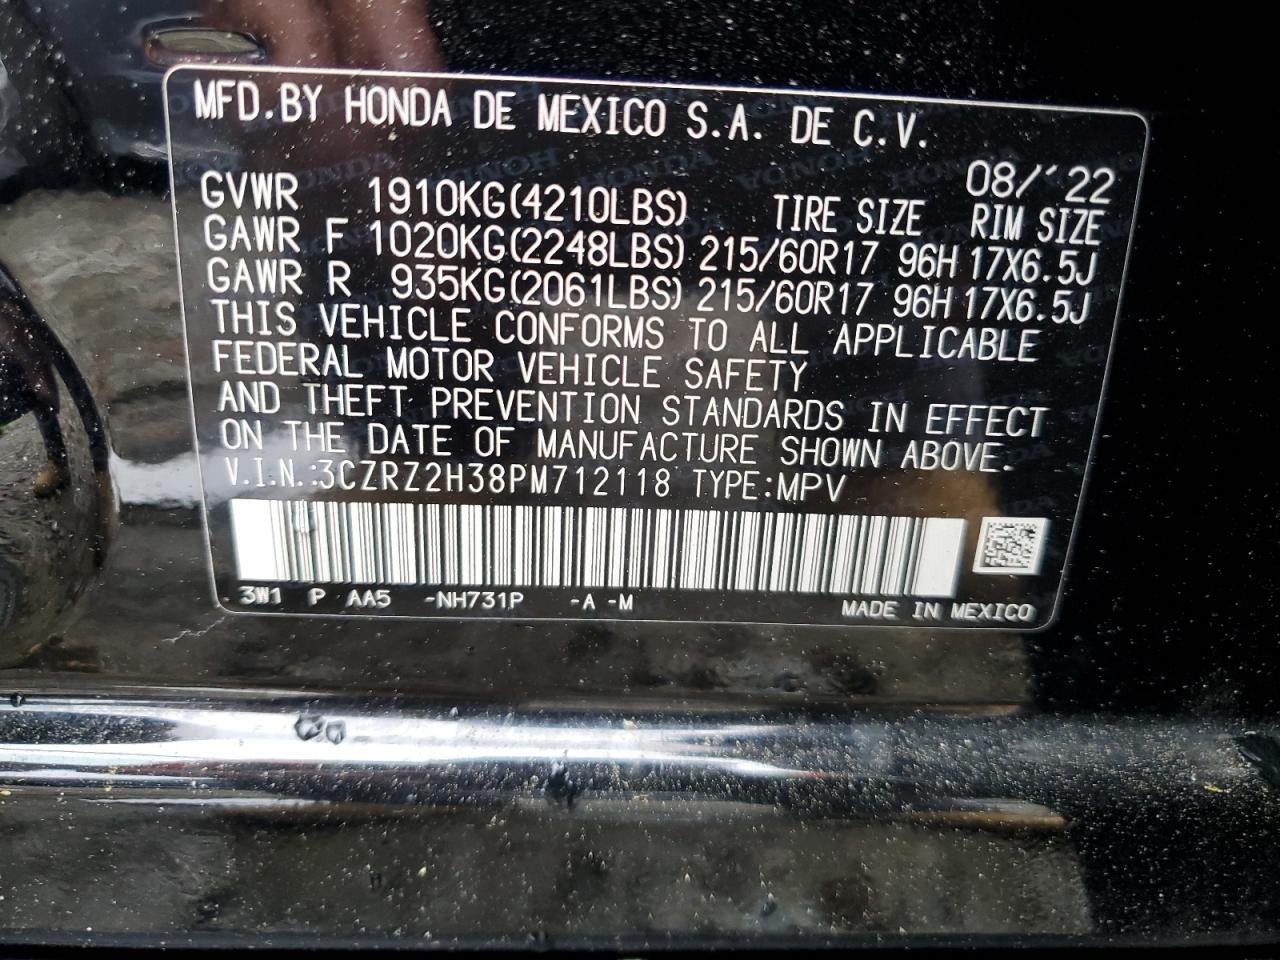 MFD.BY HONDA DE MEXICO S.A. DE C.V.
08/'22
GVWR 1910KG(4210LBS) TIRE SIZE RIM SIZE
GAWR F 1020KG(2248LBS) 215/60R17 96H 17X6.5J
GAWR R 935KG(2061LBS) 215/60R17 96H 17X6.5J
THIS VEHICLE CONFORMS TO ALL APPLICABLE
FEDERAL MOTOR VEHICLE SAFETY
AND THEFT PREVENTION STANDARDS IN EFFECT
ON THE DATE OF MANUFACTURE SHOWN ABOVE.
V.I.N.:3CZRZ2H38PM712118 TYPE:MPV
3W1 P AA5 -NH731P -A -M MADE IN MEXICO